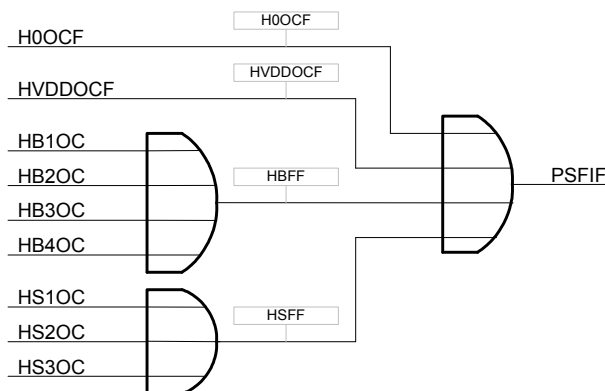 H0OCF
H0OCF
HVDDOCF
HVDDOCF
HB1OC
HB2OC
HBFF
PSFIF
HB3OC
HB4OC
HS1OC
HSFF
HS2OC
HS3OC